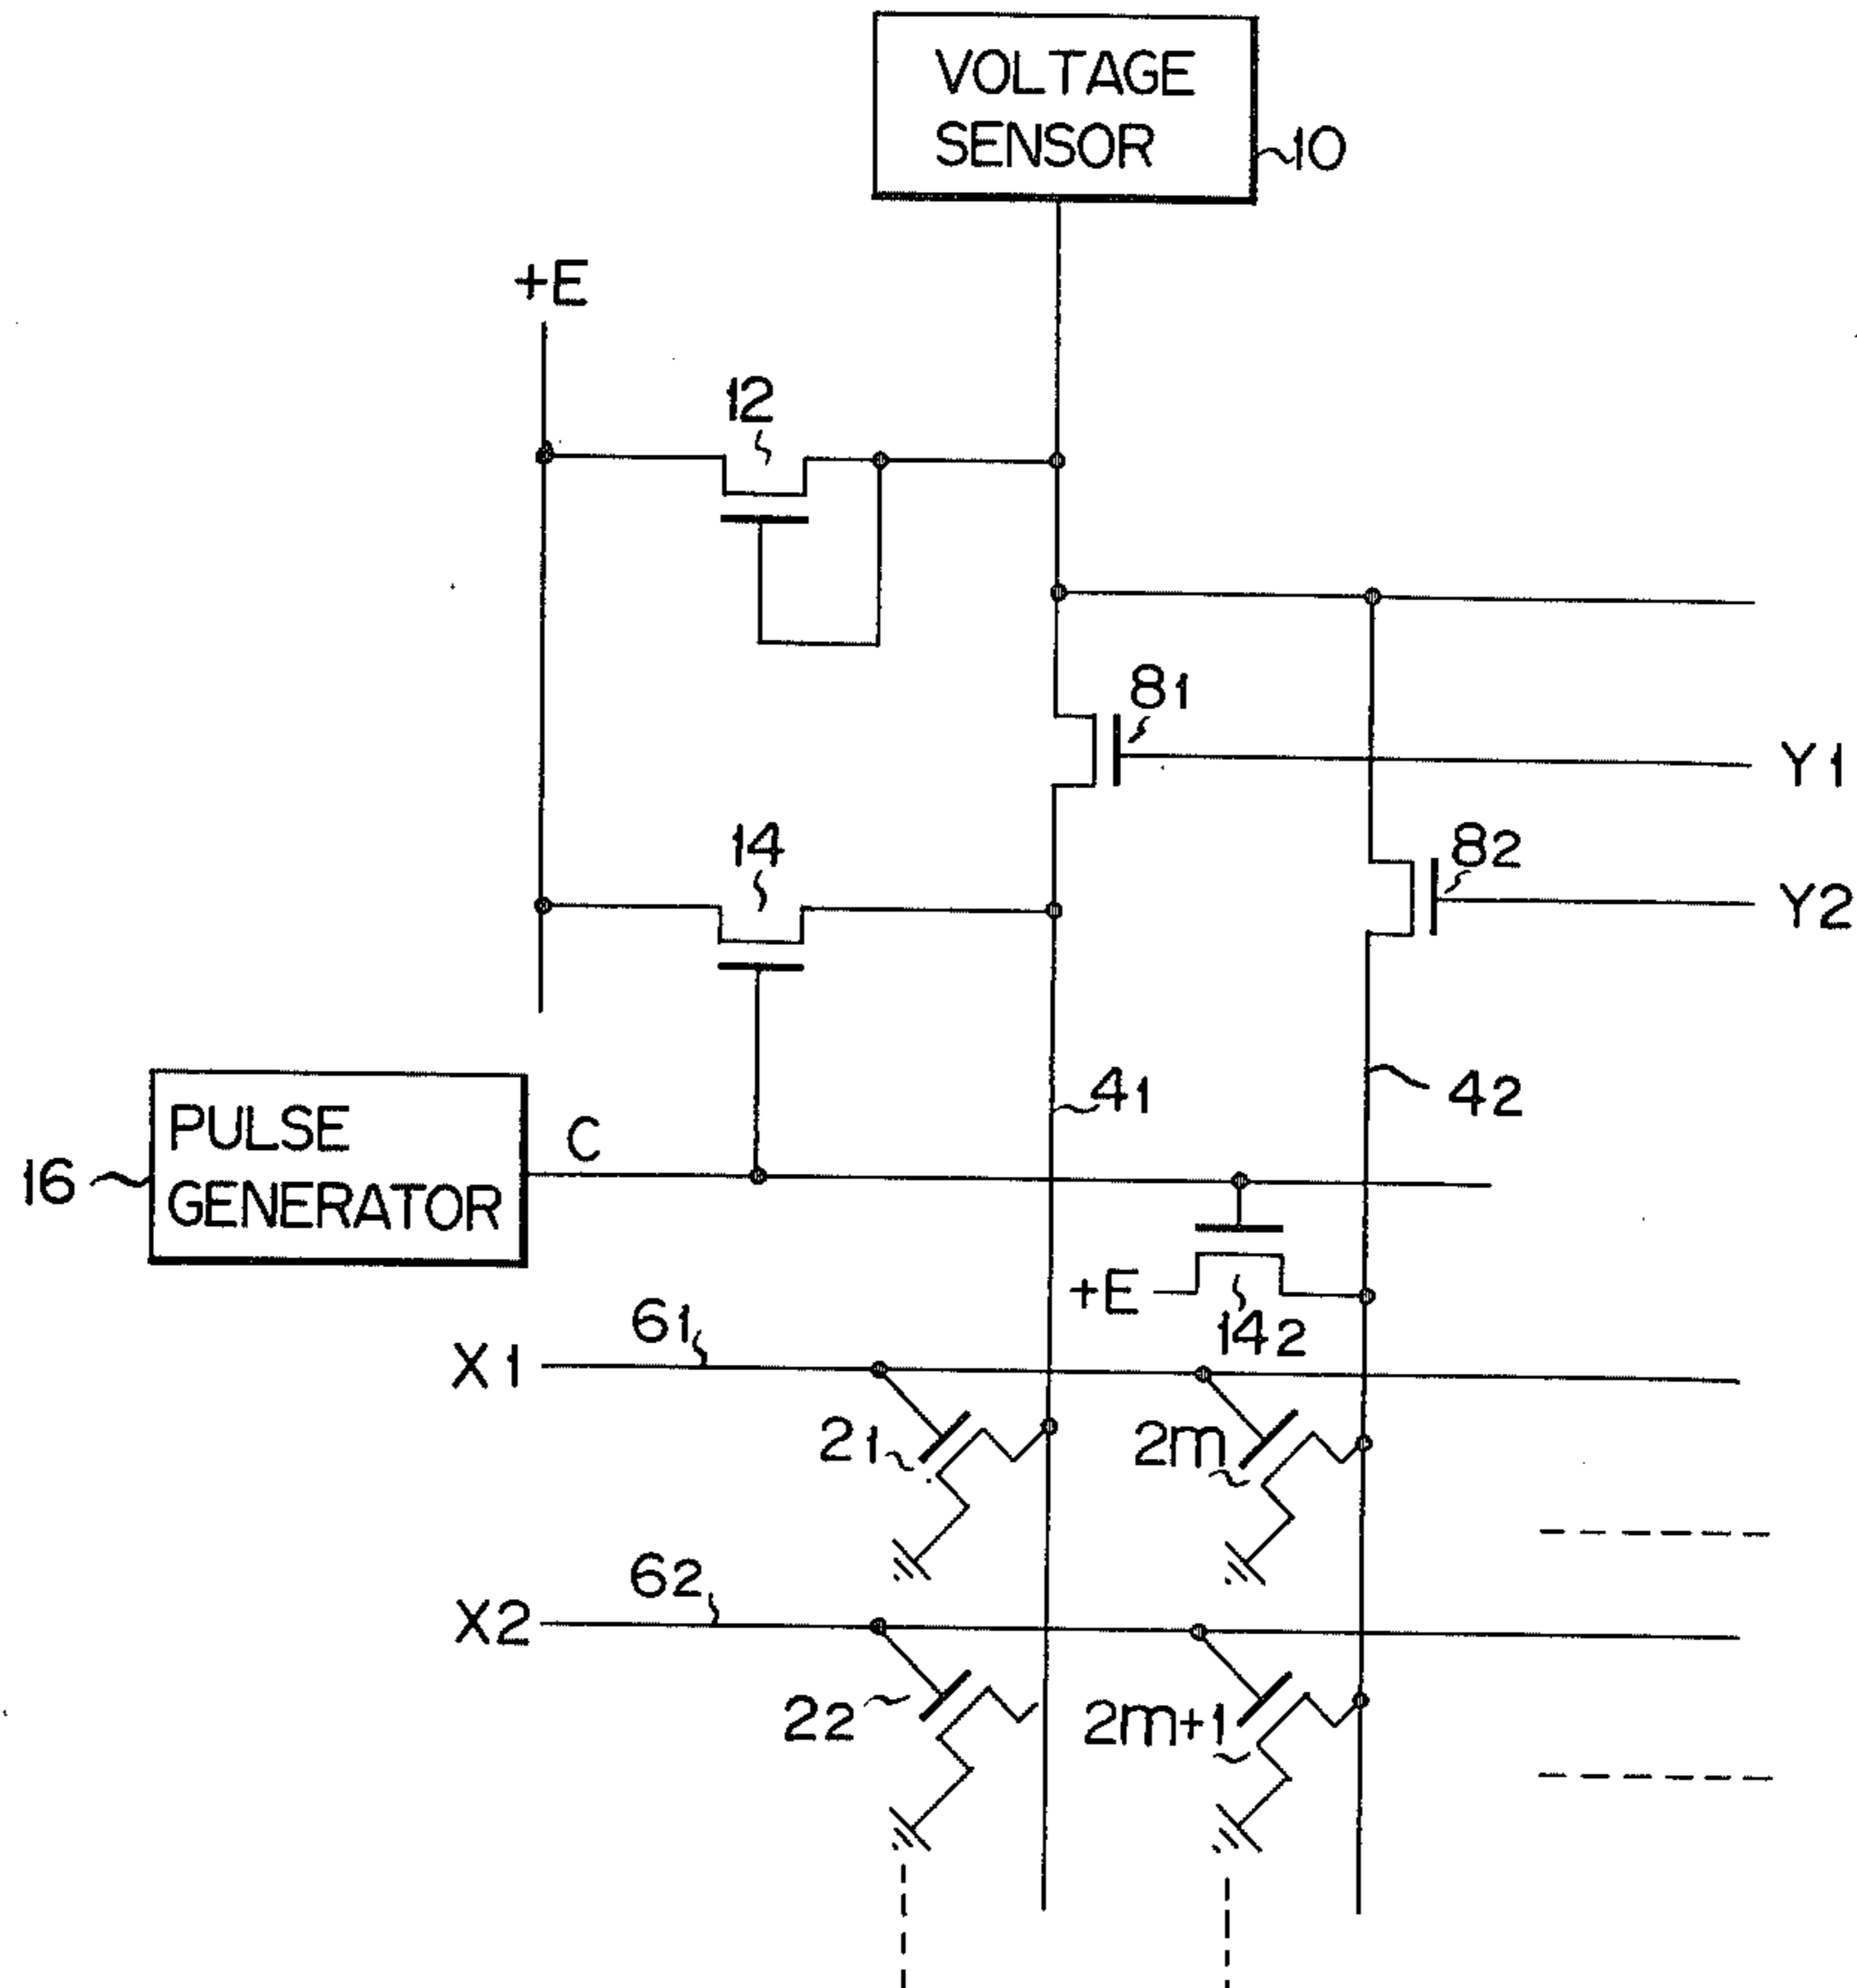 VOLTAGE
SENSOR
10
+E
12
81
Y1
14
82
Y2
41
42
PULSE
GENERATOR
16
C
+E
142
61
X1
21
2m
62
X2
22
2m+1